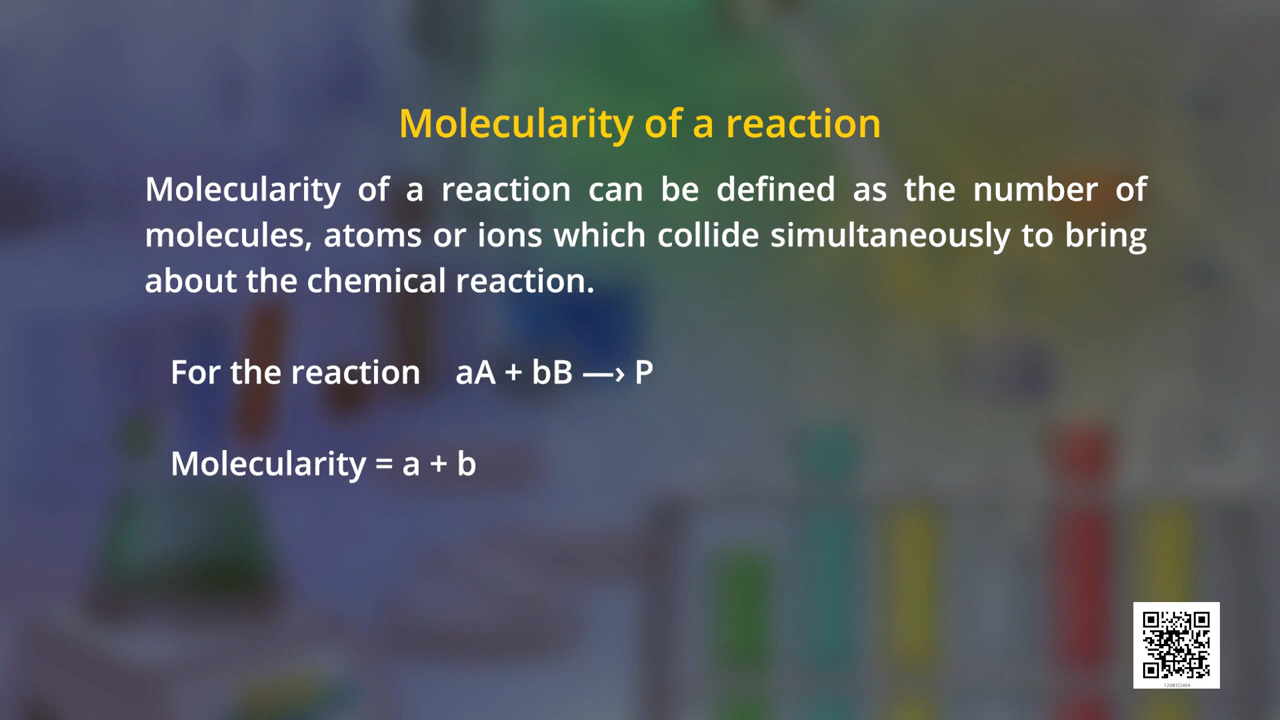 Molecularity of a reaction
Molecularity of a reaction can be defined as the number of
molecules, atoms or ions which collide simultaneously to bring
about the chemical reaction.
For the reaction aA + bB —› P
Molecularity = a + b